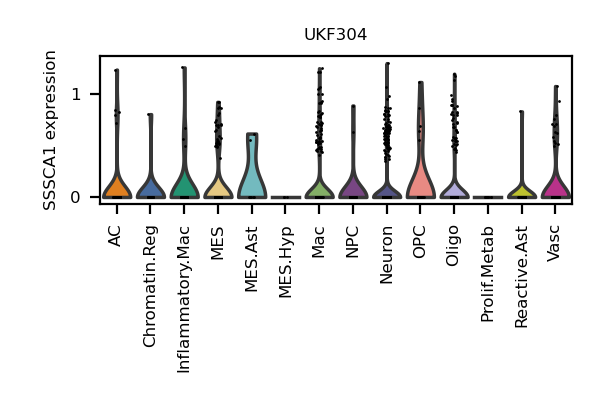 UKF304
SSSCA1 expression
1
0
AC
Chromatin.Reg
Inflammatory.Mac
MES
MES.Ast
MES.Hyp
Mac
NPC
Neuron
OPC
Oligo
Prolif.Metab
Reactive.Ast
Vasc